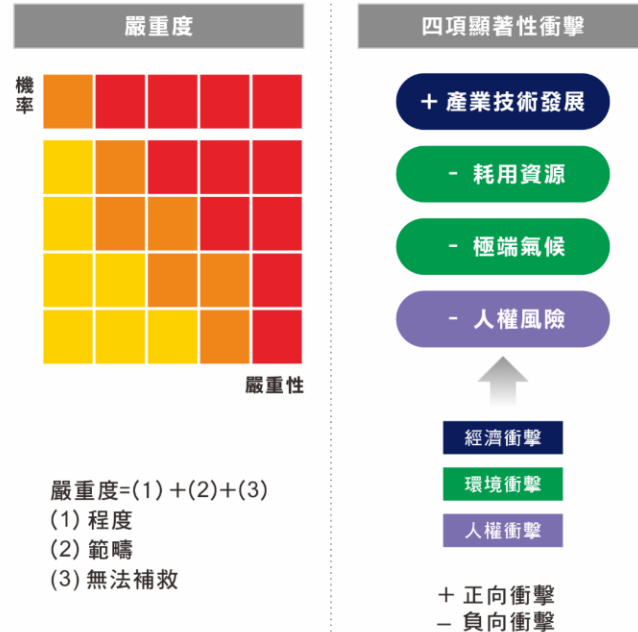 嚴重度
機率
嚴重性
嚴重度=(1)+(2)+(3)
(1) 程度
(2) 範疇
(3) 無法補救
四項顯著性衝擊
+ 產業技術發展
- 耗用資源
- 極端氣候
- 人權風險
經濟衝擊
環境衝擊
人權衝擊
+ 正向衝擊
– 負向衝擊